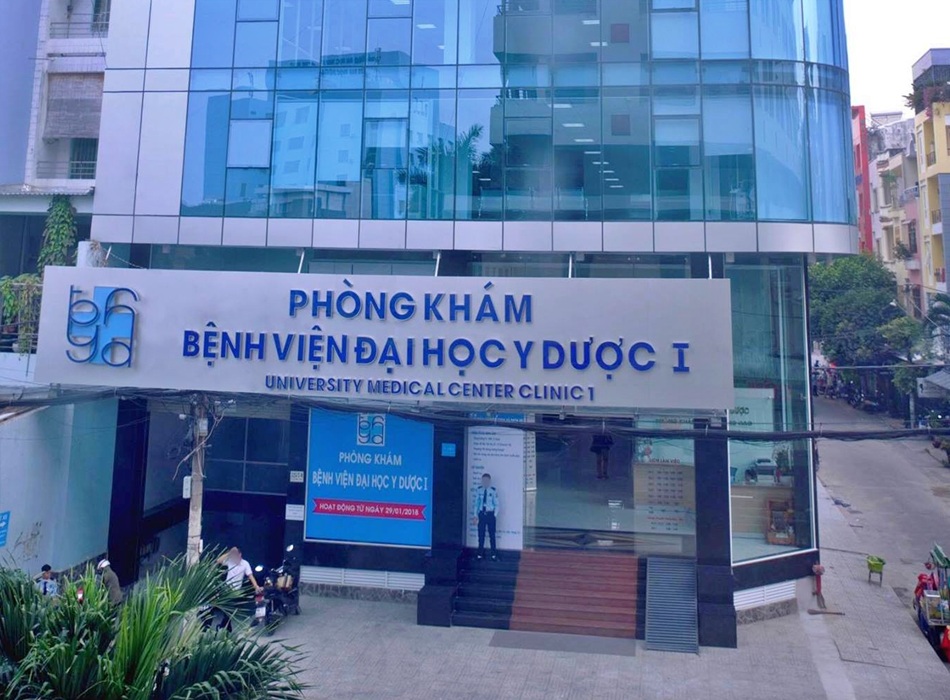 PHÒNG KHÁM
BỆNH VIỆN ĐẠI HỌC Y DƯỢC I
UNIVERSITY MEDICAL CENTER CLINIC 1
PHÒNG KHÁM
BỆNH VIỆN ĐẠI HỌC Y DƯỢC I
HOẠT ĐỘNG TỪ NGÀY 29/01/2018